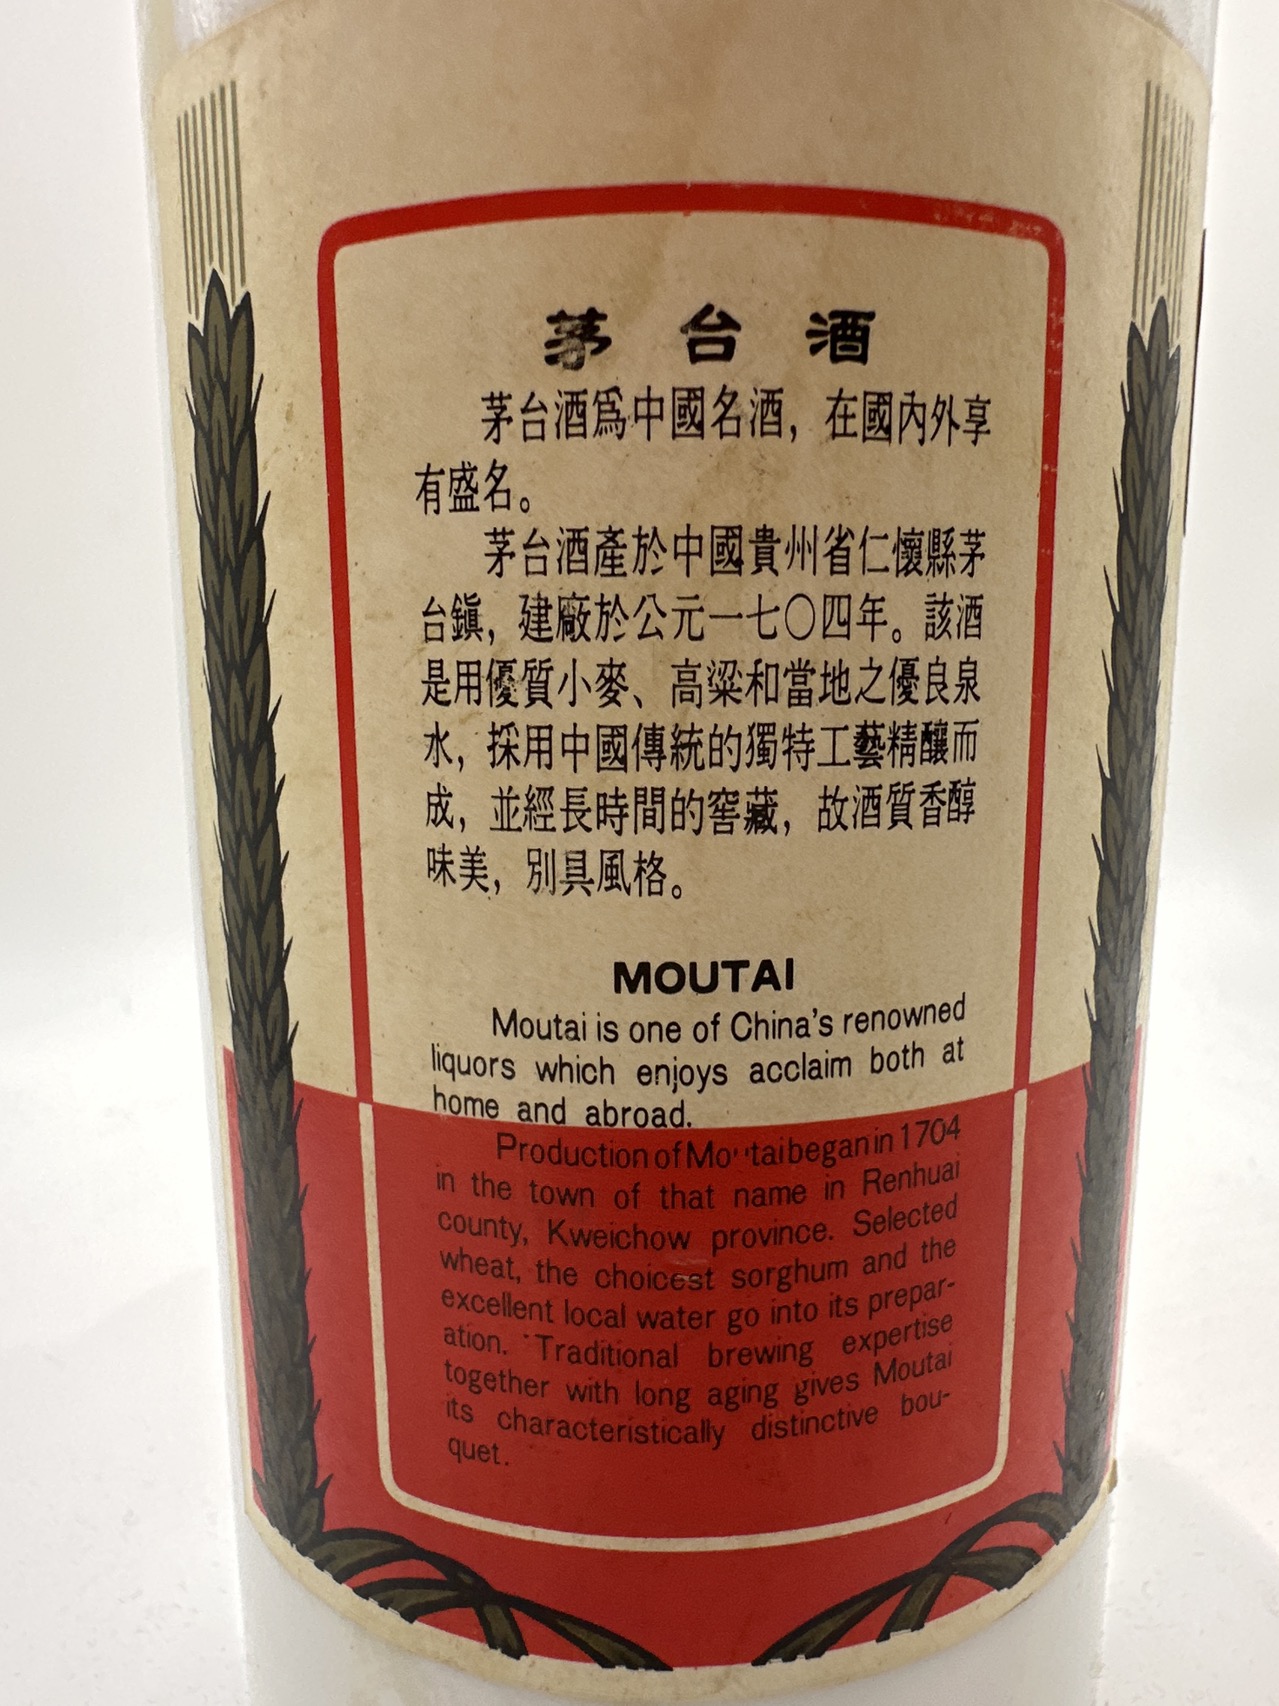 茅台酒
茅台酒爲中國名酒，在國內外享
有盛名。
茅台酒產於中國貴州省仁懷縣茅
台鎭，建廠於公元一七〇四年。該酒
是用優質小麥、高粱和當地之優良泉
水，採用中國傳統的獨特工藝精釀而
成，並經長時間的窖藏，故酒質香醇
味美，別具風格。
MOUTAI
Moutai is one of China's renowned
liquors which enjoys acclaim both at
home and abroad.
Production of Moutai began in 1704
in the town of that name in Renhuai
county, Kweichow province. Selected
wheat, the choicest sorghum and the
excellent local water go into its prepar-
ation. Traditional brewing expertise
together with long aging gives Moutai
its characteristically distinctive bou-
quet.